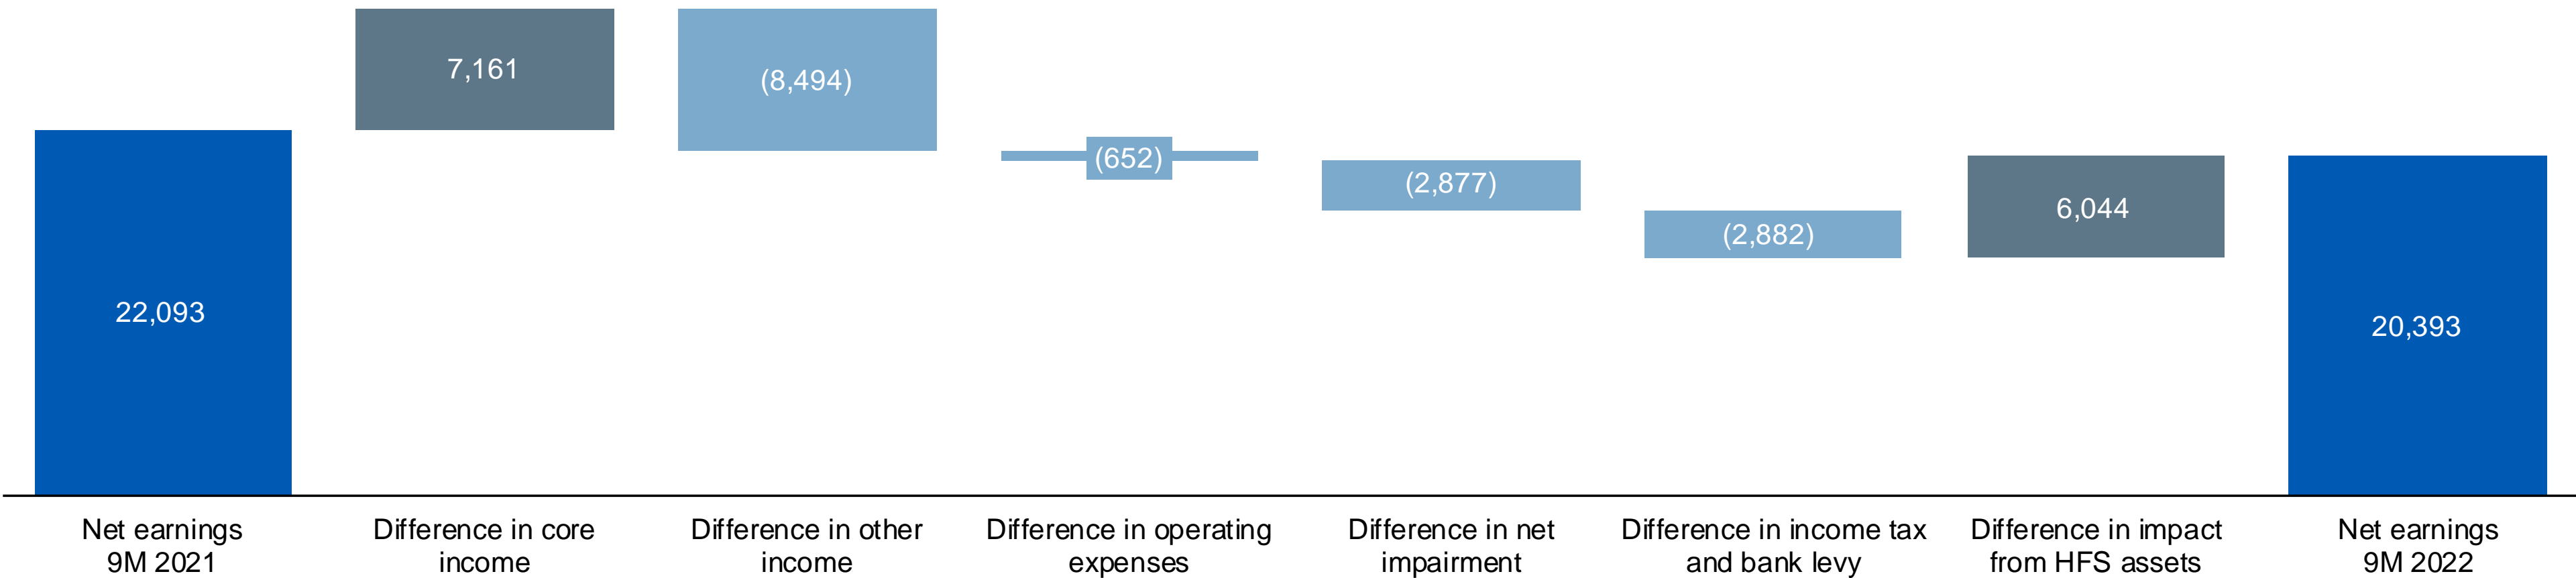 7,161
(8,494)
(652)
(2,877)
(2,882)
6,044
22,093
20,393
Net earnings
9M 2021
Difference in core
income
Difference in other
income
Difference in operating
expenses
Difference in net
impairment
Difference in income tax
and bank levy
Difference in impact
from HFS assets
Net earnings
9M 2022